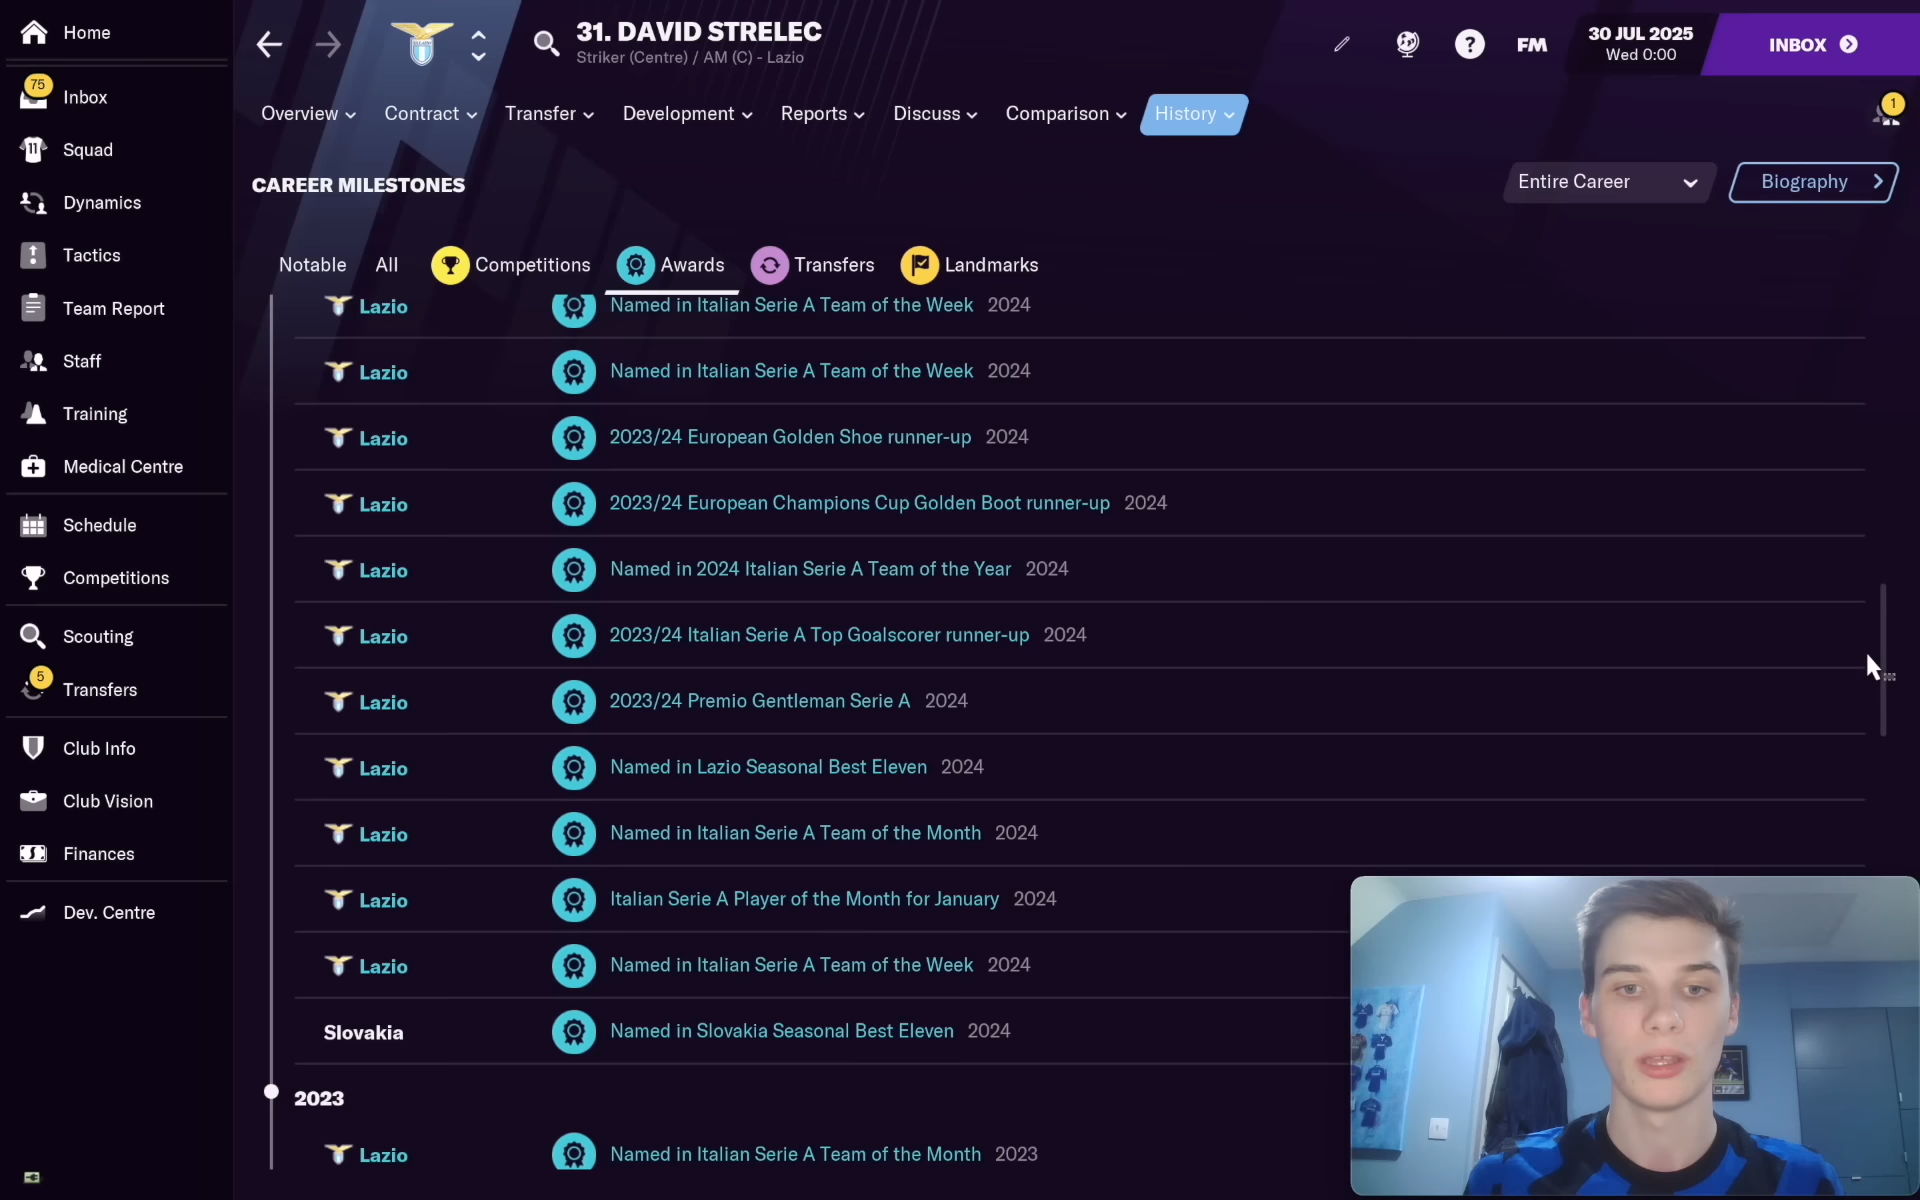 Home
31. DAVID STRELEC
Striker (Centre) / AM (C) - Lazio
FM
30 JUL 2025
Wed 0:00
INBOX
75
Inbox
Squad
Dynamics
Tactics
Team Report
Staff
Training
Medical Centre
Schedule
Competitions
Scouting
5
Transfers
Club Info
Club Vision
Finances
Dev. Centre
Overview
Contract
Transfer
Development
Reports
Discuss
Comparison
History
1
CAREER MILESTONES
Entire Career
Biography
Notable
All
Competitions
Awards
Transfers
Landmarks
Lazio Named in Italian Serie A Team of the Week 2024
Lazio Named in Italian Serie A Team of the Week 2024
Lazio 2023/24 European Golden Shoe runner-up 2024
Lazio 2023/24 European Champions Cup Golden Boot runner-up 2024
Lazio Named in 2024 Italian Serie A Team of the Year 2024
Lazio 2023/24 Italian Serie A Top Goalscorer runner-up 2024
Lazio 2023/24 Premio Gentleman Serie A 2024
Lazio Named in Lazio Seasonal Best Eleven 2024
Lazio Named in Italian Serie A Team of the Month 2024
Lazio Italian Serie A Player of the Month for January 2024
Lazio Named in Italian Serie A Team of the Week 2024
Slovakia Named in Slovakia Seasonal Best Eleven 2024
2023
Lazio Named in Italian Serie A Team of the Month 2023